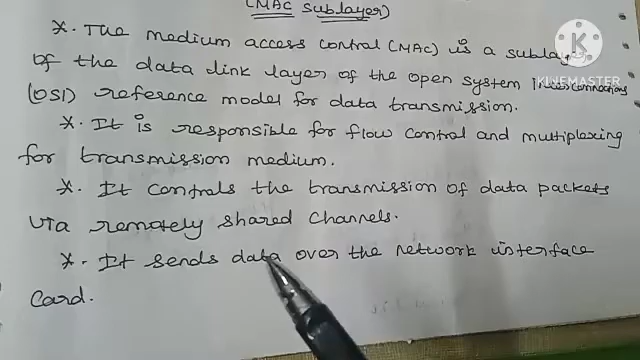 (MAC sublayer)
*. The medium access control (MAC) is a sublayer
of the data link layer of the open system Interconnections
(OSI) reference model for data transmission.
*. It is responsible for flow control and multiplexing
for transmission medium.
*. It controls the transmission of data packets
via remotely shared channels.
*. It sends data over the network interface
card.
K
KINEMASTER